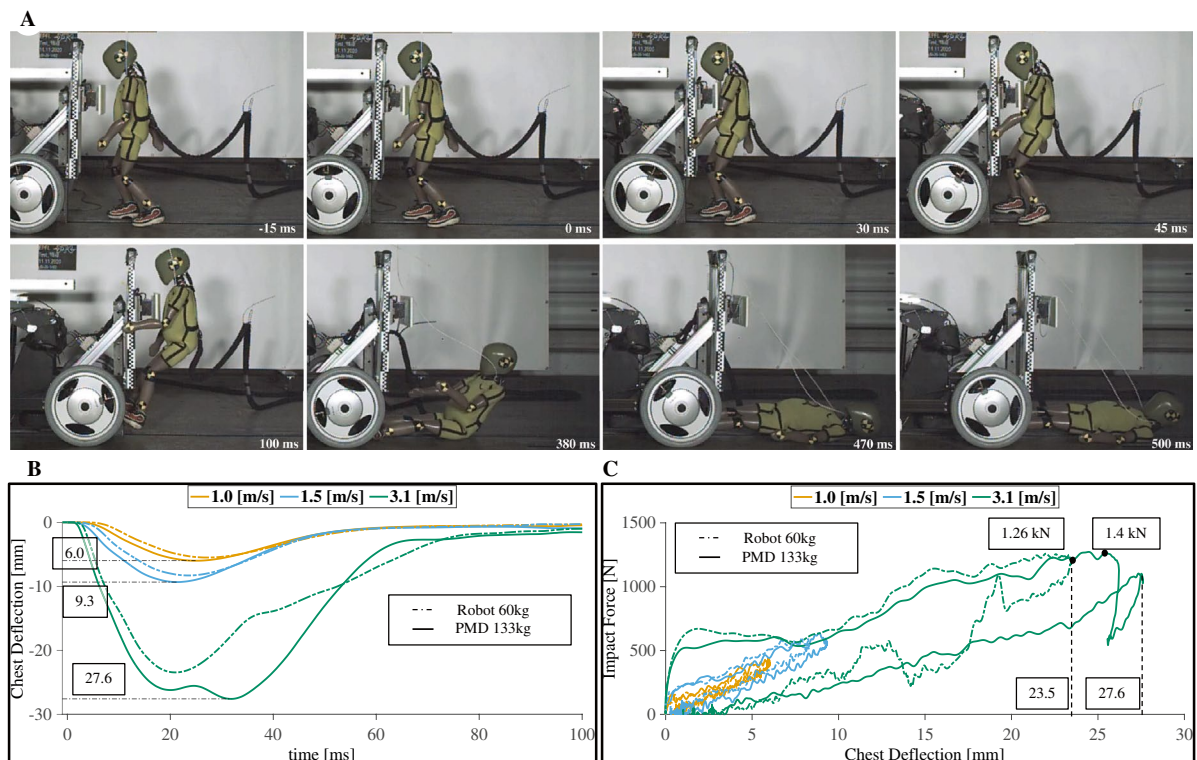 A
-15 ms
0 ms
30 ms
45 ms
100 ms
380 ms
470 ms
500 ms
B
1.0 [m/s] 1.5 [m/s] 3.1 [m/s]
0
-10
-20
-30
Chest Deflection [mm]
6.0
9.3
27.6
Robot 60kg
PMD 133kg
0 20 40 60 80 100
time [ms]
C
1.0 [m/s] 1.5 [m/s] 3.1 [m/s]
1500
1000
500
0
Impact Force [N]
Robot 60kg
PMD 133kg
1.26 kN
1.4 kN
23.5
27.6
0 5 10 15 20 25 30
Chest Deflection [mm]